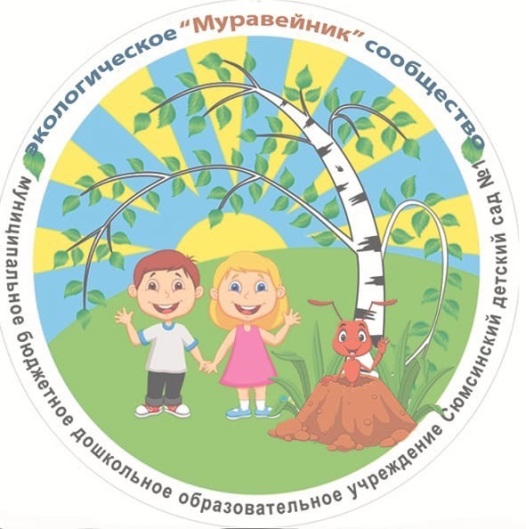 экологическое "Муравейник" сообщество
муниципальное бюджетное дошкольное образовательное учреждение Сюмсинский детский сад №1